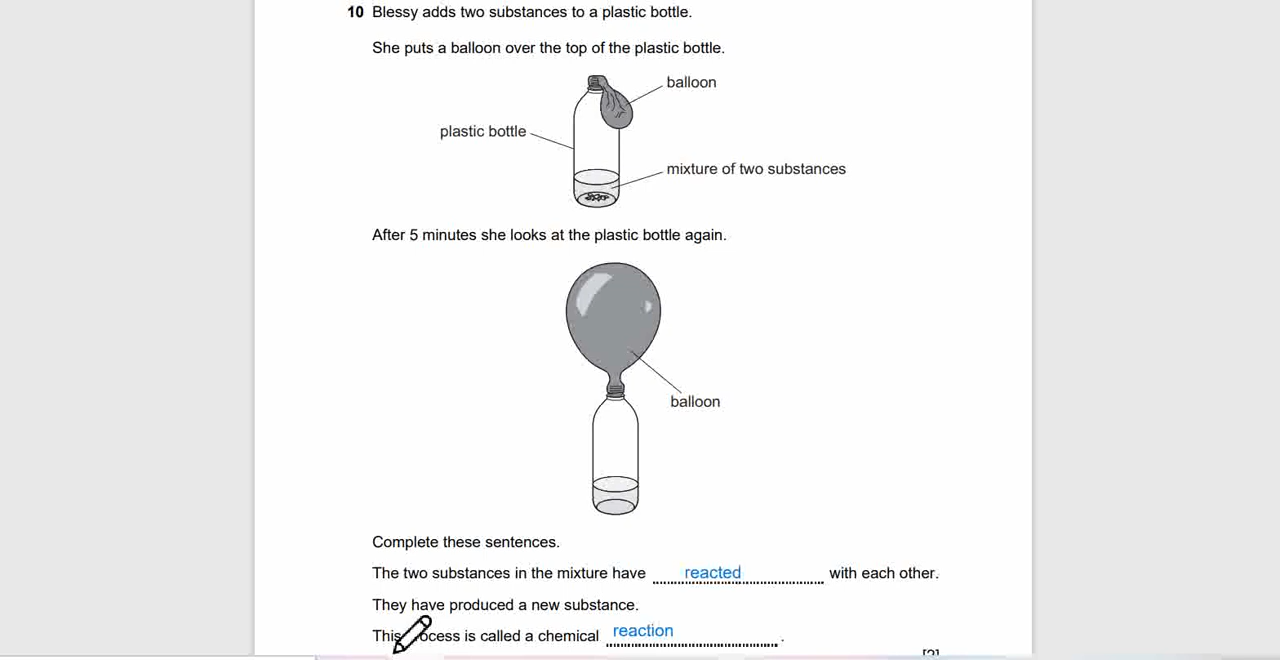 10 Blessy adds two substances to a plastic bottle.
She puts a balloon over the top of the plastic bottle.
balloon
plastic bottle
mixture of two substances
After 5 minutes she looks at the plastic bottle again.
balloon
Complete these sentences.
The two substances in the mixture have reacted with each other.
They have produced a new substance.
This process is called a chemical reaction .